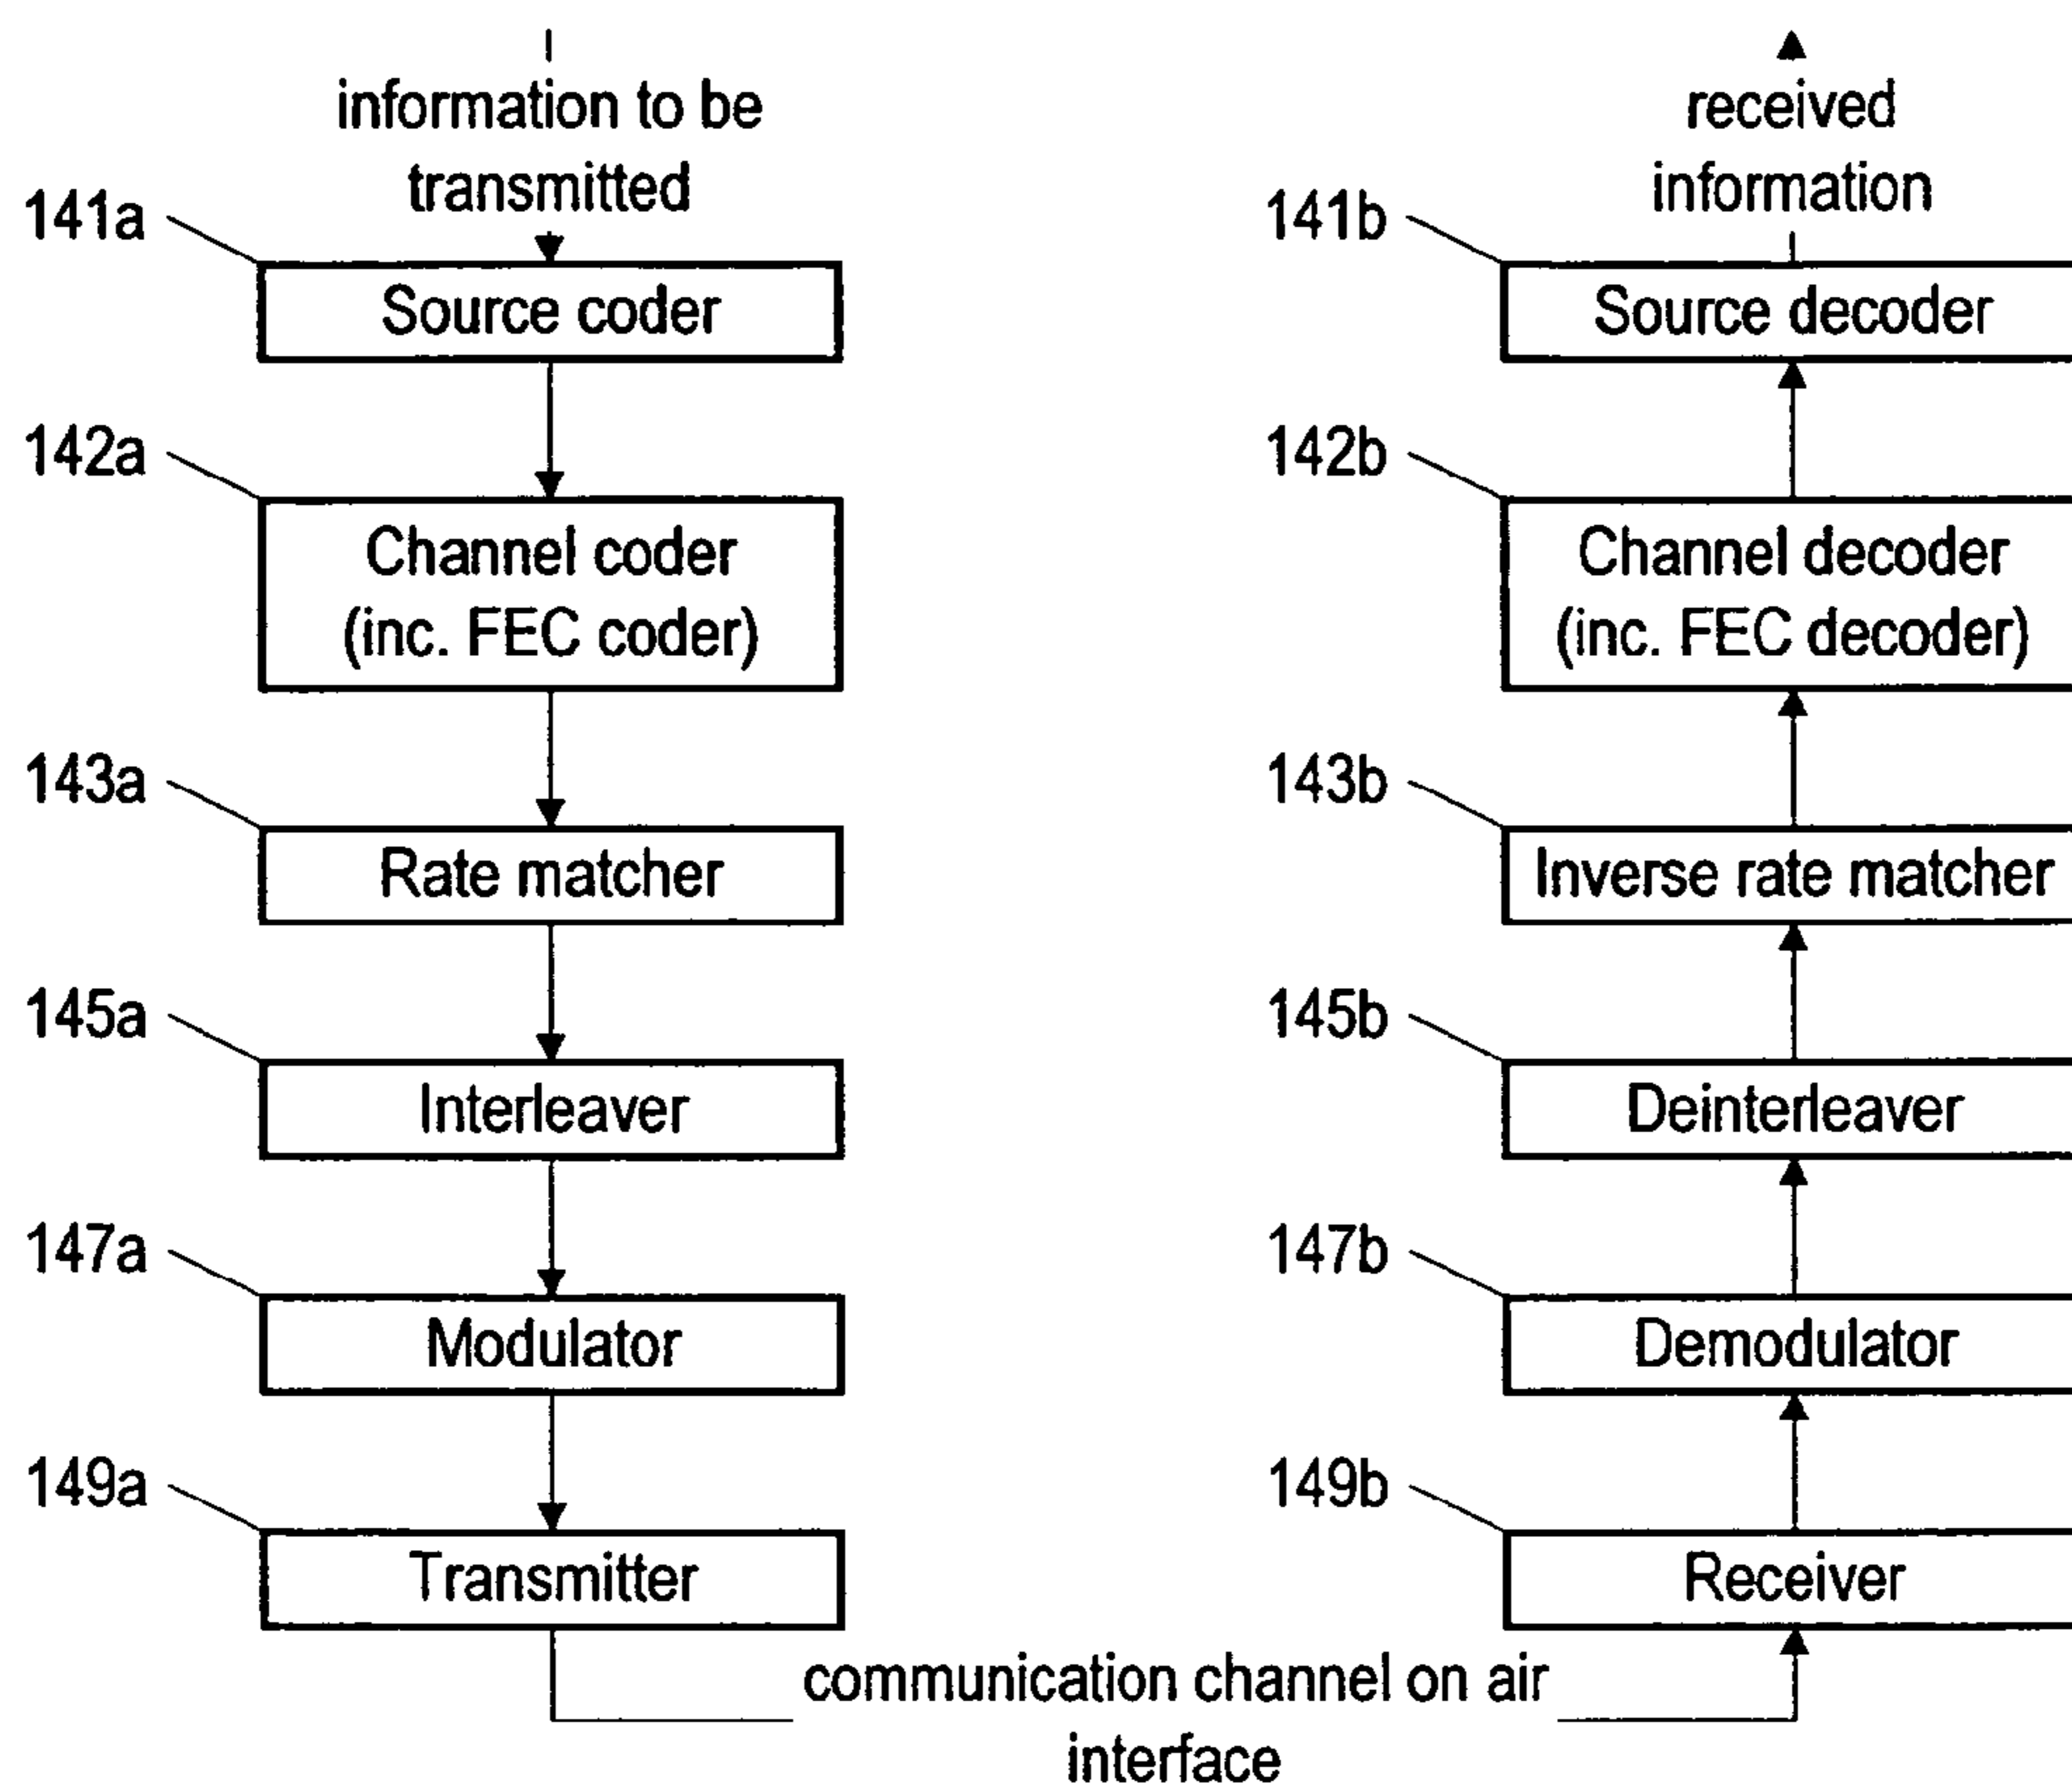 information to be
transmitted
141a
Source coder
142a
Channel coder
(inc. FEC coder)
143a
Rate matcher
145a
Interleaver
147a
Modulator
149a
Transmitter
communication channel on air
interface
received
information
141b
Source decoder
142b
Channel decoder
(inc. FEC decoder)
143b
Inverse rate matcher
145b
Deinterleaver
147b
Demodulator
149b
Receiver